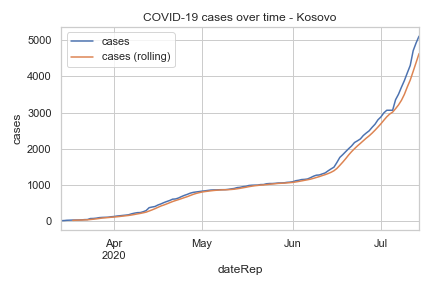 COVID-19 cases over time - Kosovo
cases
cases (rolling)
5000
4000
3000
2000
1000
0
cases
Apr
2020
May
Jun
Jul
dateRep